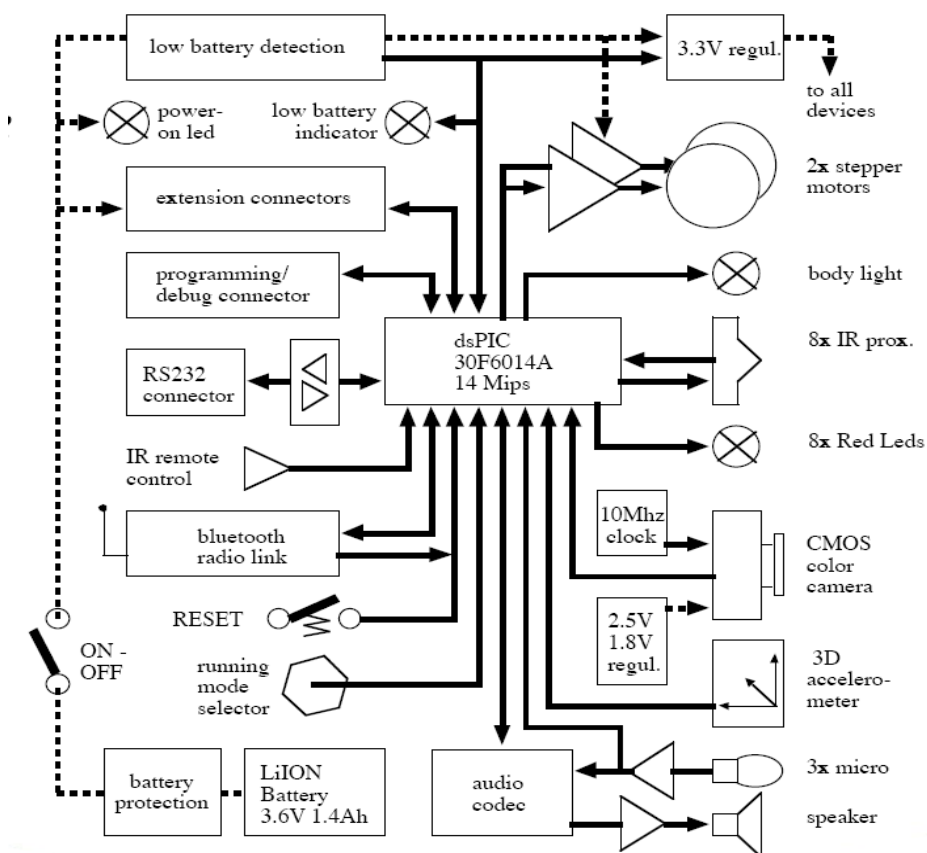 low battery detection
3.3V regul.
to all
devices
power-
on led
low battery
indicator
2x stepper
motors
extension connectors
programming/
debug connector
body light
dsPIC
30F6014A
14 Mips
8x IR prox.
RS232
connector
8x Red Leds
IR remote
control
10Mhz
clock
bluetooth
radio link
CMOS
color
camera
RESET
2.5V
1.8V
regul.
ON -
OFF
running
mode
selector
3D
accelero-
meter
battery
protection
LiION
Battery
3.6V 1.4Ah
audio
codec
3x micro
speaker